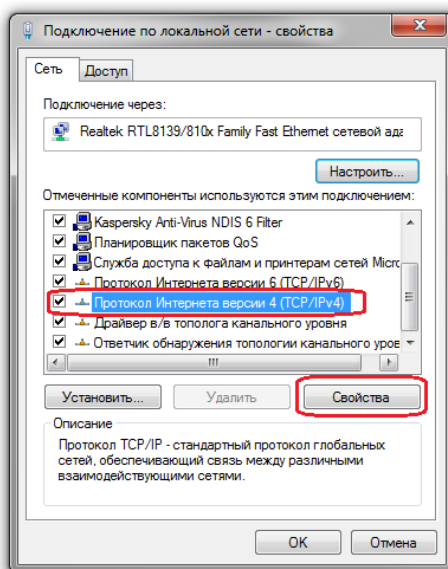 Подключение по локальной сети - свойства
Сеть Доступ
Подключение через:
Realtek RTL8139/810x Family Fast Ethernet сетевой ада
Настроить...
Отмеченные компоненты используются этим подключением:
Kaspersky Anti-Virus NDIS 6 Filter
Планировщик пакетов QoS
Служба доступа к файлам и принтерам сетей Micro
Протокол Интернета версии 6 (TCP/IPv6)
Протокол Интернета версии 4 (TCP/IPv4)
Драйвер в/в тополога канального уровня
Ответчик обнаружения топологии канального уров
Установить... Удалить Свойства
Описание
Протокол TCP/IP - стандартный протокол глобальных
сетей, обеспечивающий связь между различными
взаимодействующими сетями.
OK Отмена